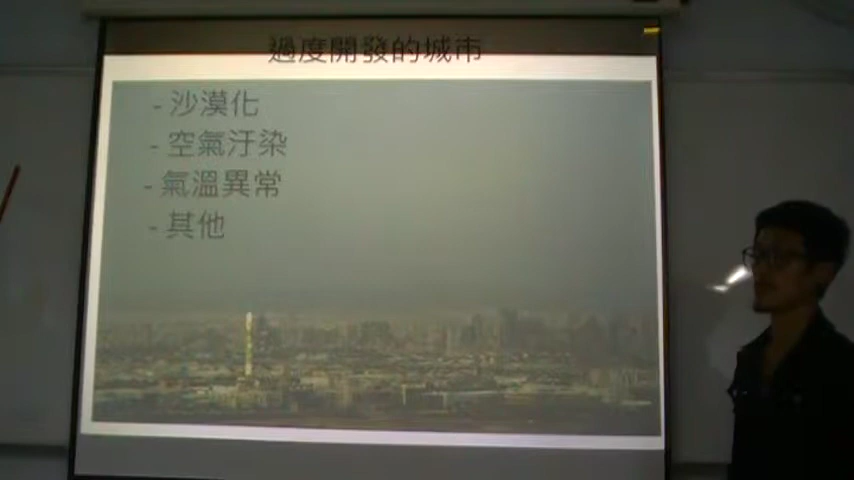 過度開發的城市
- 沙漠化
- 空氣汙染
- 氣溫異常
- 其他